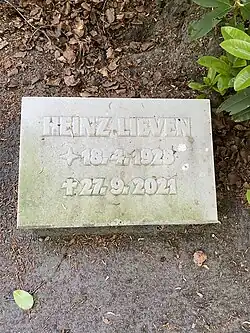 HEINZ LIEVEN
✶ 18. 4. 1928
✝ 27. 9. 2021